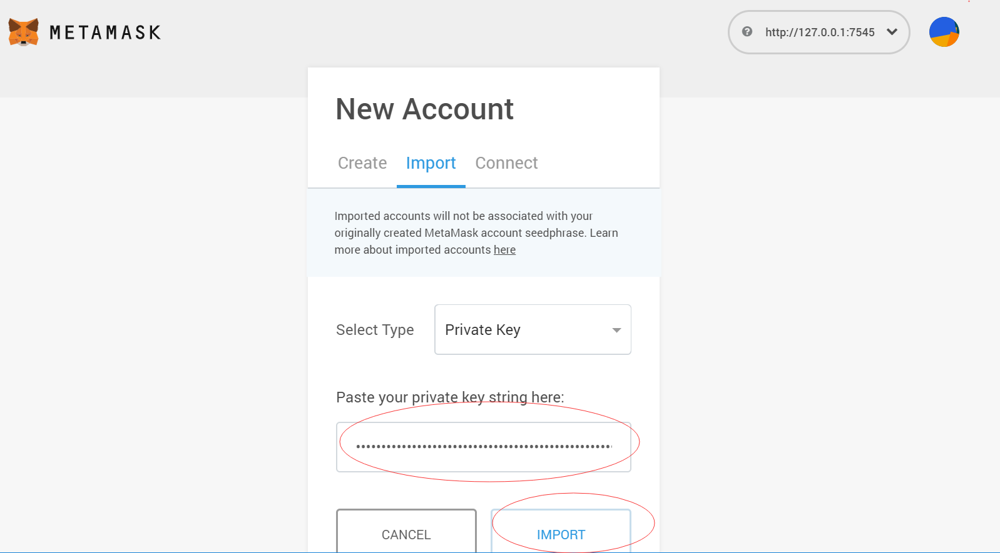 METAMASK
? http://127.0.0.1:7545
New Account
Create Import Connect
Imported accounts will not be associated with your
originally created MetaMask account seedphrase. Learn
more about imported accounts here
Select Type Private Key
Paste your private key string here:
CANCEL IMPORT